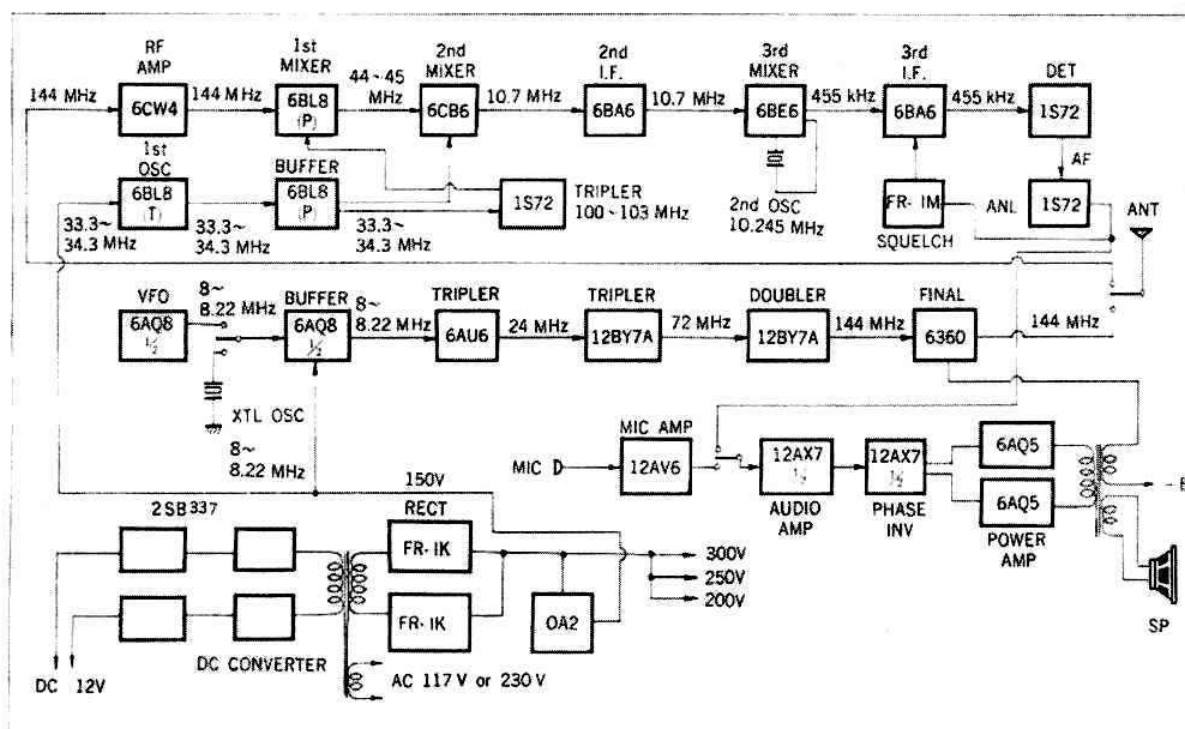 RF
AMP
1st
MIXER
44~45
MHz
2nd
MIXER
2nd
I.F.
3rd
MIXER
3rd
I.F.
DET
144 MHz
6CW4
144 MHz
6BL8
(P)
6CB6
10.7 MHz
6BA6
10.7 MHz
6BE6
455 kHz
6BA6
455 kHz
1S72
1st
OSC
BUFFER
AF
6BL8
(T)
6BL8
(P)
1S72
TRIPLER
100~103 MHz
2nd OSC
10.245 MHz
FR-1M
SQUELCH
ANL
1S72
ANT
33.3~
34.3 MHz
33.3~
34.3 MHz
33.3~
34.3 MHz
VFO
6AQ8
1/2
8~
8.22 MHz
BUFFER
6AQ8
1/2
8~
8.22 MHz
TRIPLER
6AU6
24 MHz
TRIPLER
12BY7A
72 MHz
DOUBLER
12BY7A
144 MHz
FINAL
6360
144 MHz
XTL OSC
8~
8.22 MHz
MIC
MIC AMP
12AV6
12AX7
1/2
AUDIO
AMP
12AX7
1/2
PHASE
INV
6AQ5
6AQ5
POWER
AMP
SP
150V
2SB337
RECT
FR-1K
FR-1K
OA2
300V
250V
200V
DC CONVERTER
DC 12V
AC 117 V or 230 V